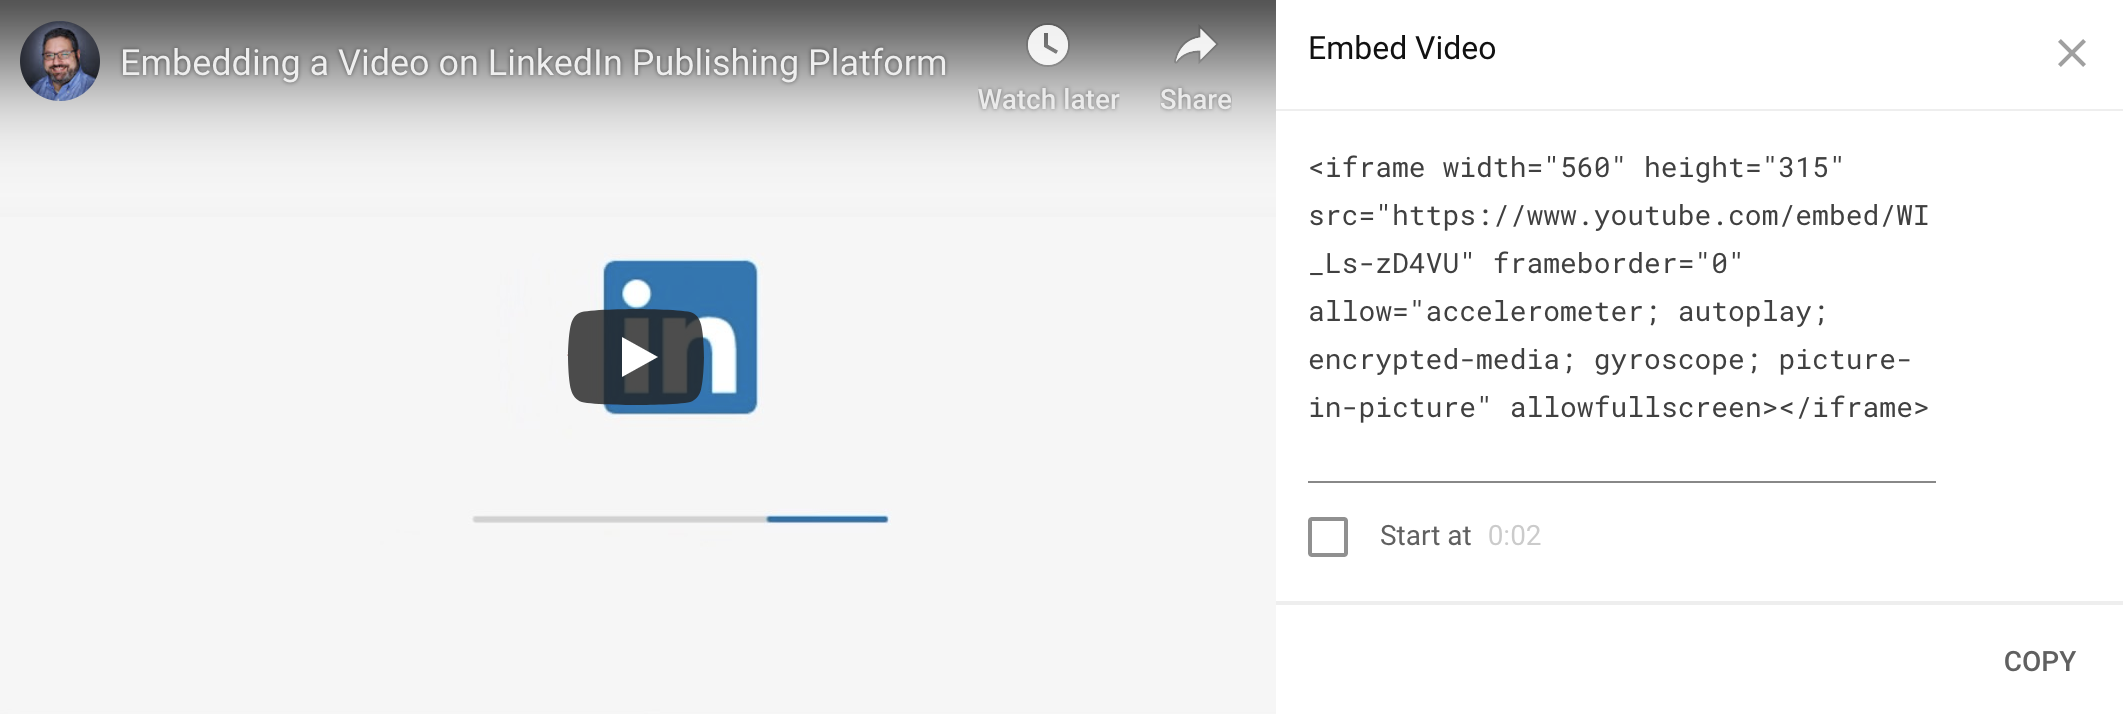 Embedding a Video on LinkedIn Publishing Platform
Watch later
Share
in
Embed Video
<iframe width="560" height="315"
src="https://www.youtube.com/embed/WI
_Ls-zD4VU" frameborder="0"
allow="accelerometer; autoplay;
encrypted-media; gyroscope; picture-
in-picture" allowfullscreen></iframe>
Start at 0:02
COPY